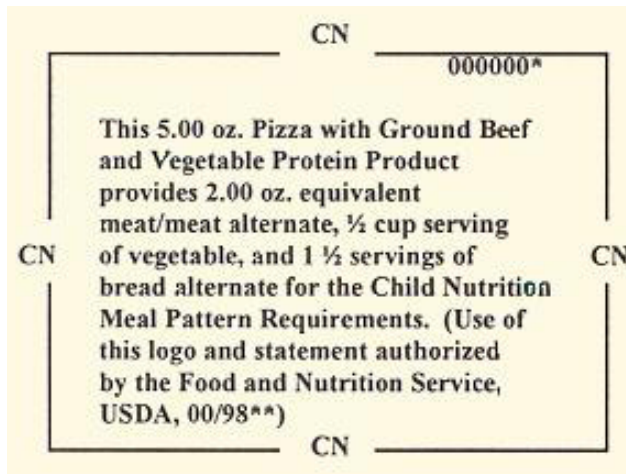 CN
000000*
This 5.00 oz. Pizza with Ground Beef
and Vegetable Protein Product
provides 2.00 oz. equivalent
meat/meat alternate, ½ cup serving
CN of vegetable, and 1 ½ servings of CN
bread alternate for the Child Nutrition
Meal Pattern Requirements. (Use of
this logo and statement authorized
by the Food and Nutrition Service,
USDA, 00/98**)
CN